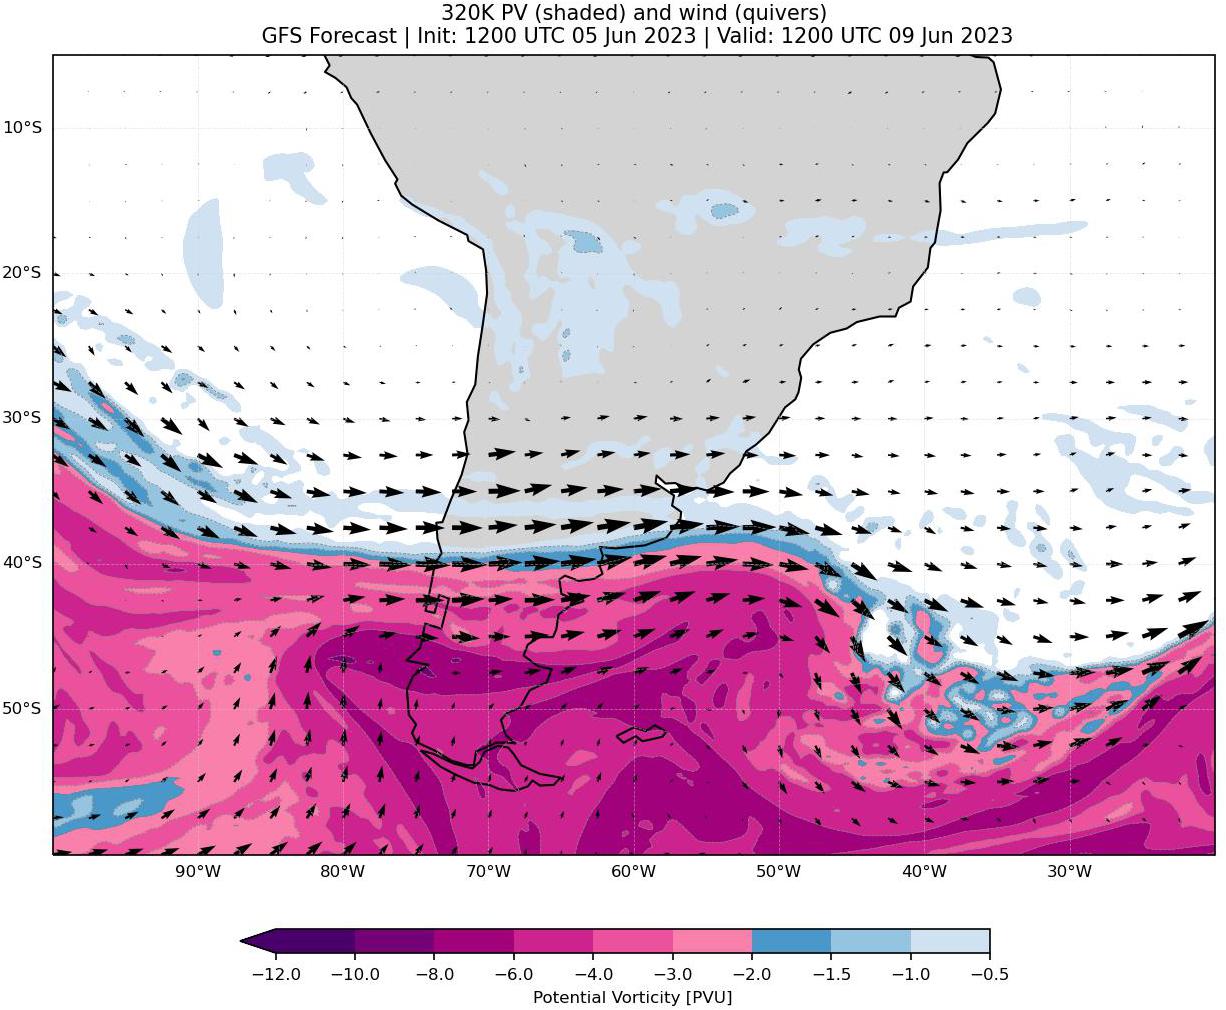 320K PV (shaded) and wind (quivers)
GFS Forecast | Init: 1200 UTC 05 Jun 2023 | Valid: 1200 UTC 09 Jun 2023
10°S
20°S
30°S
40°S
50°S
90°W 80°W 70°W 60°W 50°W 40°W 30°W
−12.0 −10.0 −8.0 −6.0 −4.0 −3.0 −2.0 −1.5 −1.0 −0.5
Potential Vorticity [PVU]